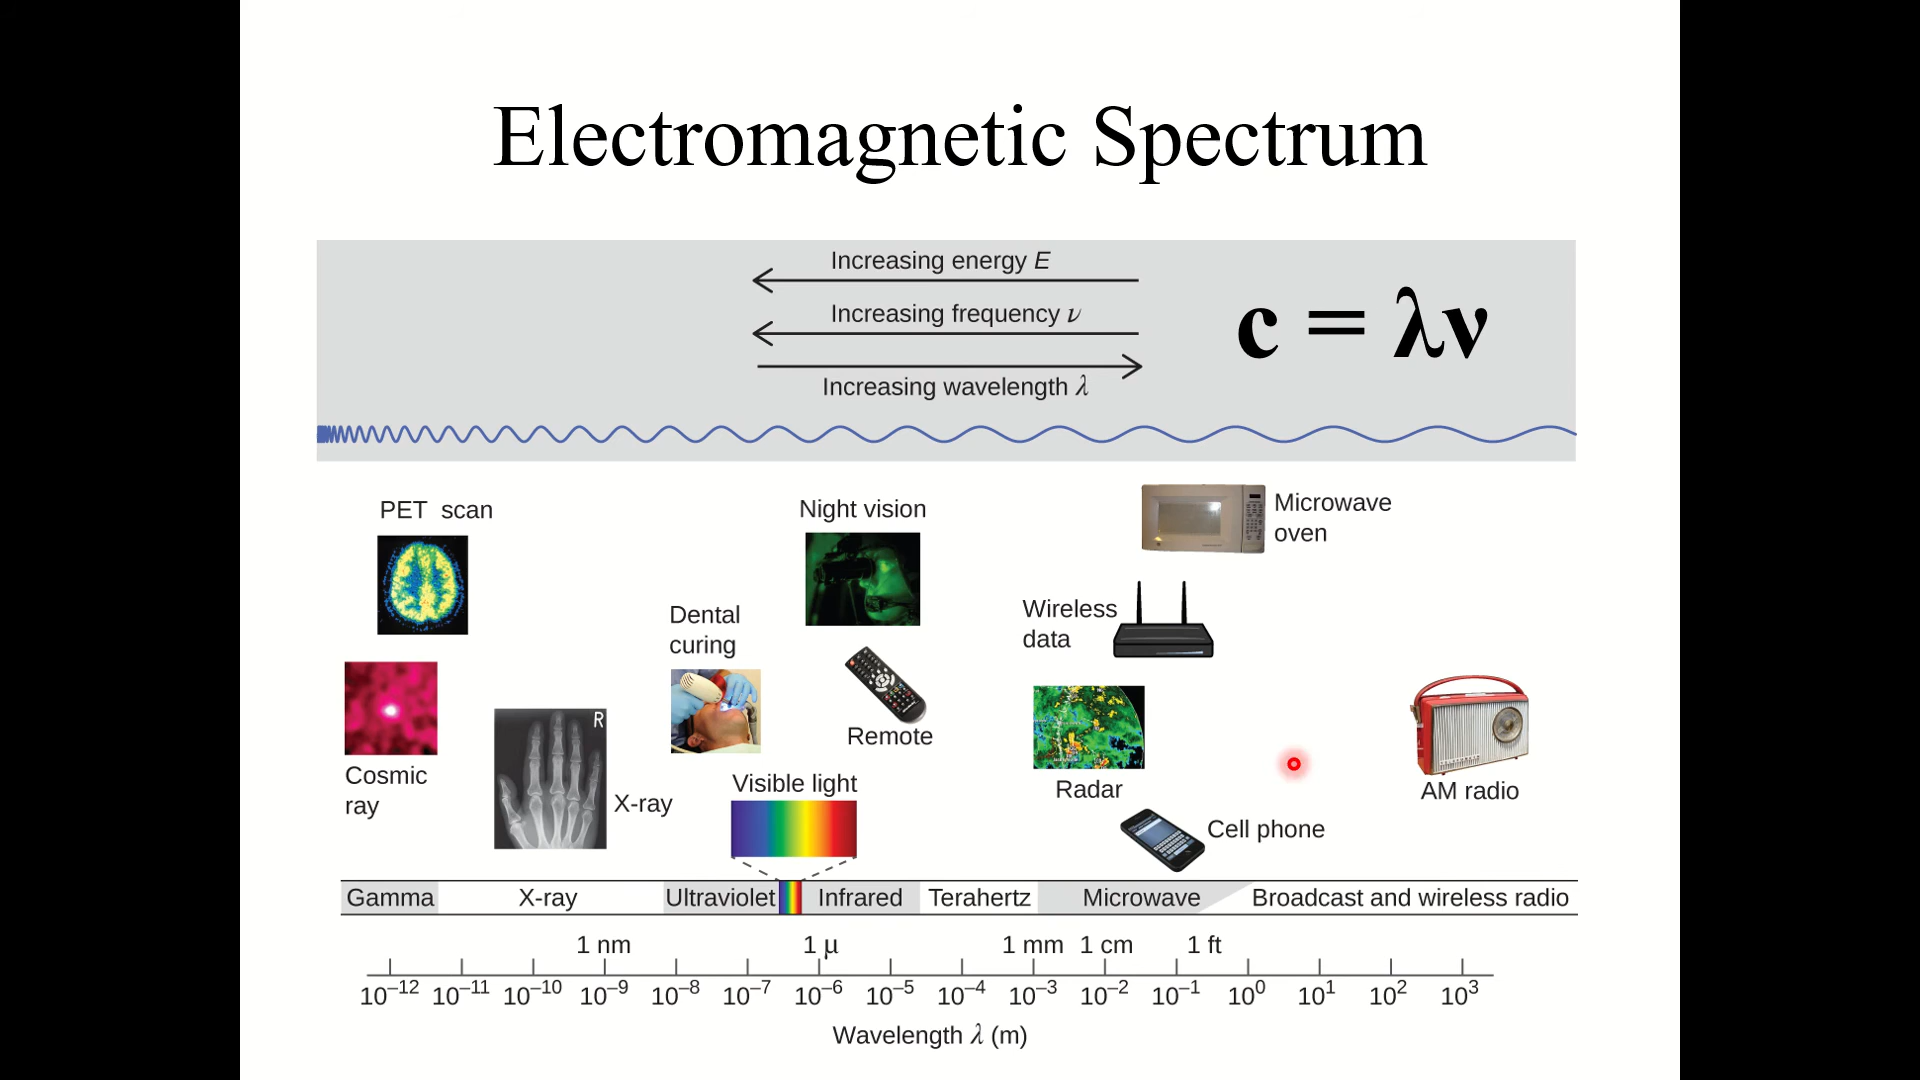 Electromagnetic Spectrum
Increasing energy E
Increasing frequency ν
Increasing wavelength λ
c = λν
PET scan
Night vision
Microwave
oven
Dental
curing
Wireless
data
Remote
Cosmic
ray
R
X-ray
Visible light
Radar
Cell phone
AM radio
Gamma X-ray Ultraviolet Infrared Terahertz Microwave Broadcast and wireless radio
1 nm 1 μ 1 mm 1 cm 1 ft
10⁻¹² 10⁻¹¹ 10⁻¹⁰ 10⁻⁹ 10⁻⁸ 10⁻⁷ 10⁻⁶ 10⁻⁵ 10⁻⁴ 10⁻³ 10⁻² 10⁻¹ 10⁰ 10¹ 10² 10³
Wavelength λ (m)